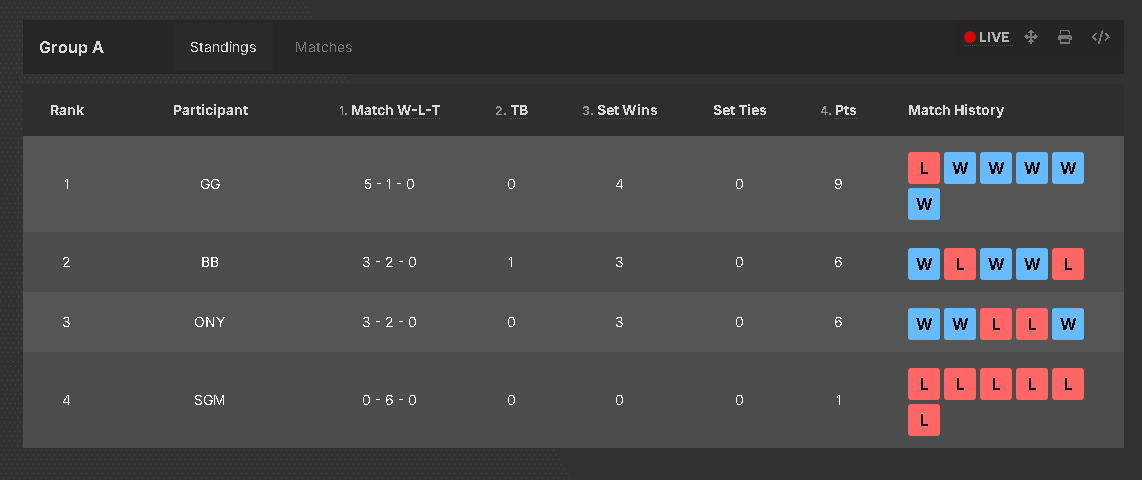 Group A Standings Matches LIVE </>
Rank Participant 1. Match W-L-T 2. TB 3. Set Wins Set Ties 4. Pts Match History
1 GG 5 - 1 - 0 0 4 0 9 L W W W W
W
2 BB 3 - 2 - 0 1 3 0 6 W L W W L
3 ONY 3 - 2 - 0 0 3 0 6 W W L L W
4 SGM 0 - 6 - 0 0 0 0 1 L L L L L
L